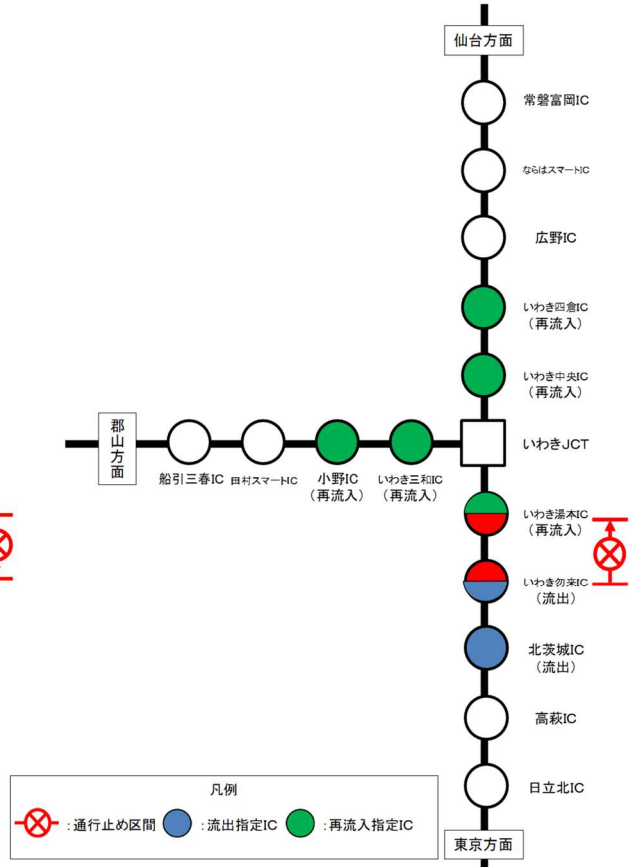 仙台方面
常磐富岡IC
ならはスマートIC
広野IC
いわき四倉IC
（再流入）
いわき中央IC
（再流入）
郡山方面
いわきJCT
船引三春IC
田村スマートIC
小野IC
（再流入）
いわき三和IC
（再流入）
いわき湯本IC
（再流入）
いわき勿来IC
（流出）
北茨城IC
（流出）
高萩IC
日立北IC
凡例
:通行止め区間 :流出指定IC :再流入指定IC
東京方面